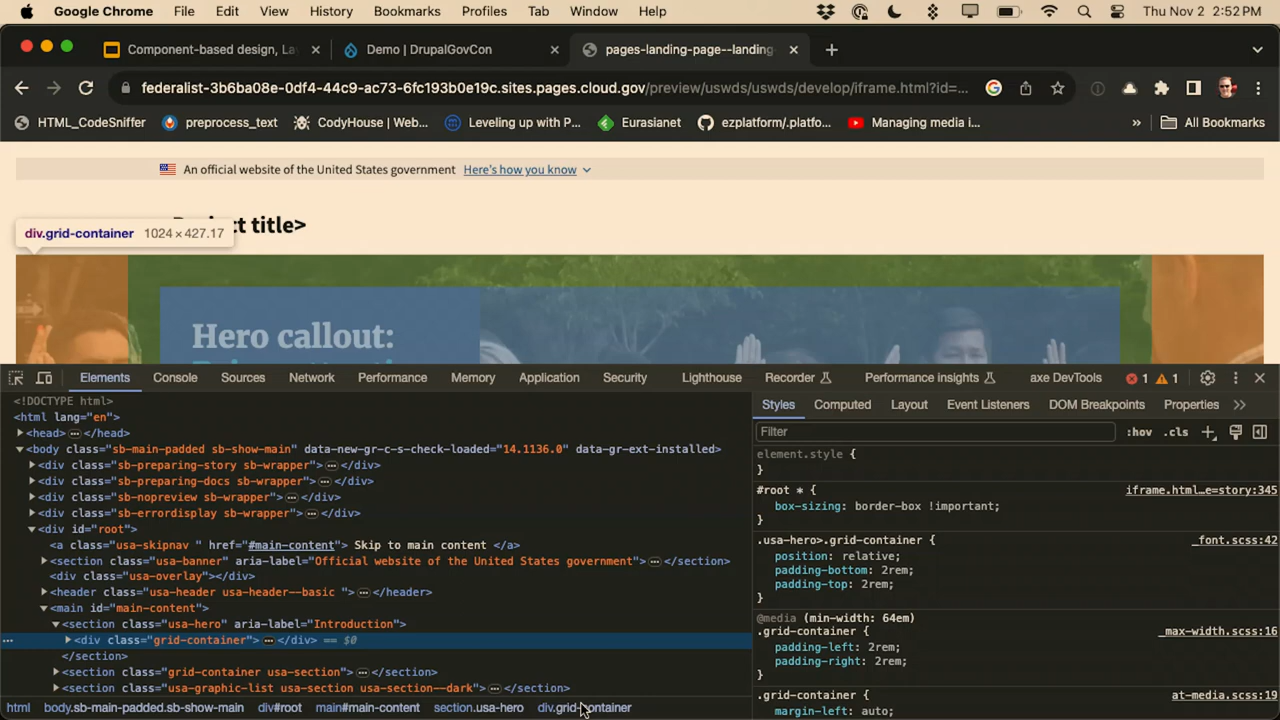 Google Chrome File Edit View History Bookmarks Profiles Tab Window Help Thu Nov 2 2:52 PM
Component-based design, La Demo | DrupalGovCon pages-landing-page--landing-
federalist-3b6ba08e-0df4-44c9-ac73-6fc193b0e19c.sites.pages.cloud.gov/preview/uswds/uswds/develop/iframe.html?id=...
HTML_CodeSniffer preprocess_text CodyHouse | Web... Leveling up with P... Eurasianet ezplatform/.platfo... Managing media i... » All Bookmarks
An official website of the United States government Here's how you know
title>
div.grid-container 1024 × 427.17
Hero callout:
Elements Console Sources Network Performance Memory Application Security Lighthouse Recorder Performance insights axe DevTools 1 1
<!DOCTYPE html>
<html lang="en">
<head> ... </head>
<body class="sb-main-padded sb-show-main" data-new-gr-c-s-check-loaded="14.1136.0" data-gr-ext-installed>
<div class="sb-preparing-story sb-wrapper"> ... </div>
<div class="sb-preparing-docs sb-wrapper"> ... </div>
<div class="sb-nopreview sb-wrapper"> ... </div>
<div class="sb-errordisplay sb-wrapper"> ... </div>
<div id="root">
<a class="usa-skipnav " href="#main-content"> Skip to main content </a>
<section class="usa-banner" aria-label="Official website of the United States government"> ... </section>
<div class="usa-overlay"></div>
<header class="usa-header usa-header--basic "> ... </header>
<main id="main-content">
<section class="usa-hero" aria-label="Introduction">
... <div class="grid-container"> ... </div> == $0
</section>
<section class="grid-container usa-section"> ... </section>
<section class="usa-graphic-list usa-section usa-section--dark"> ... </section>
html body.sb-main-padded.sb-show-main div#root main#main-content section.usa-hero div.grid-container
Styles Computed Layout Event Listeners DOM Breakpoints Properties »
Filter :hov .cls +
element.style {
}
#root * { iframe.html…e=story:345
box-sizing: border-box !important;
}
.usa-hero>.grid-container { _font.scss:42
position: relative;
padding-bottom: 2rem;
padding-top: 2rem;
}
@media (min-width: 64em)
.grid-container { _max-width.scss:16
padding-left: 2rem;
padding-right: 2rem;
}
.grid-container { at-media.scss:19
margin-left: auto;